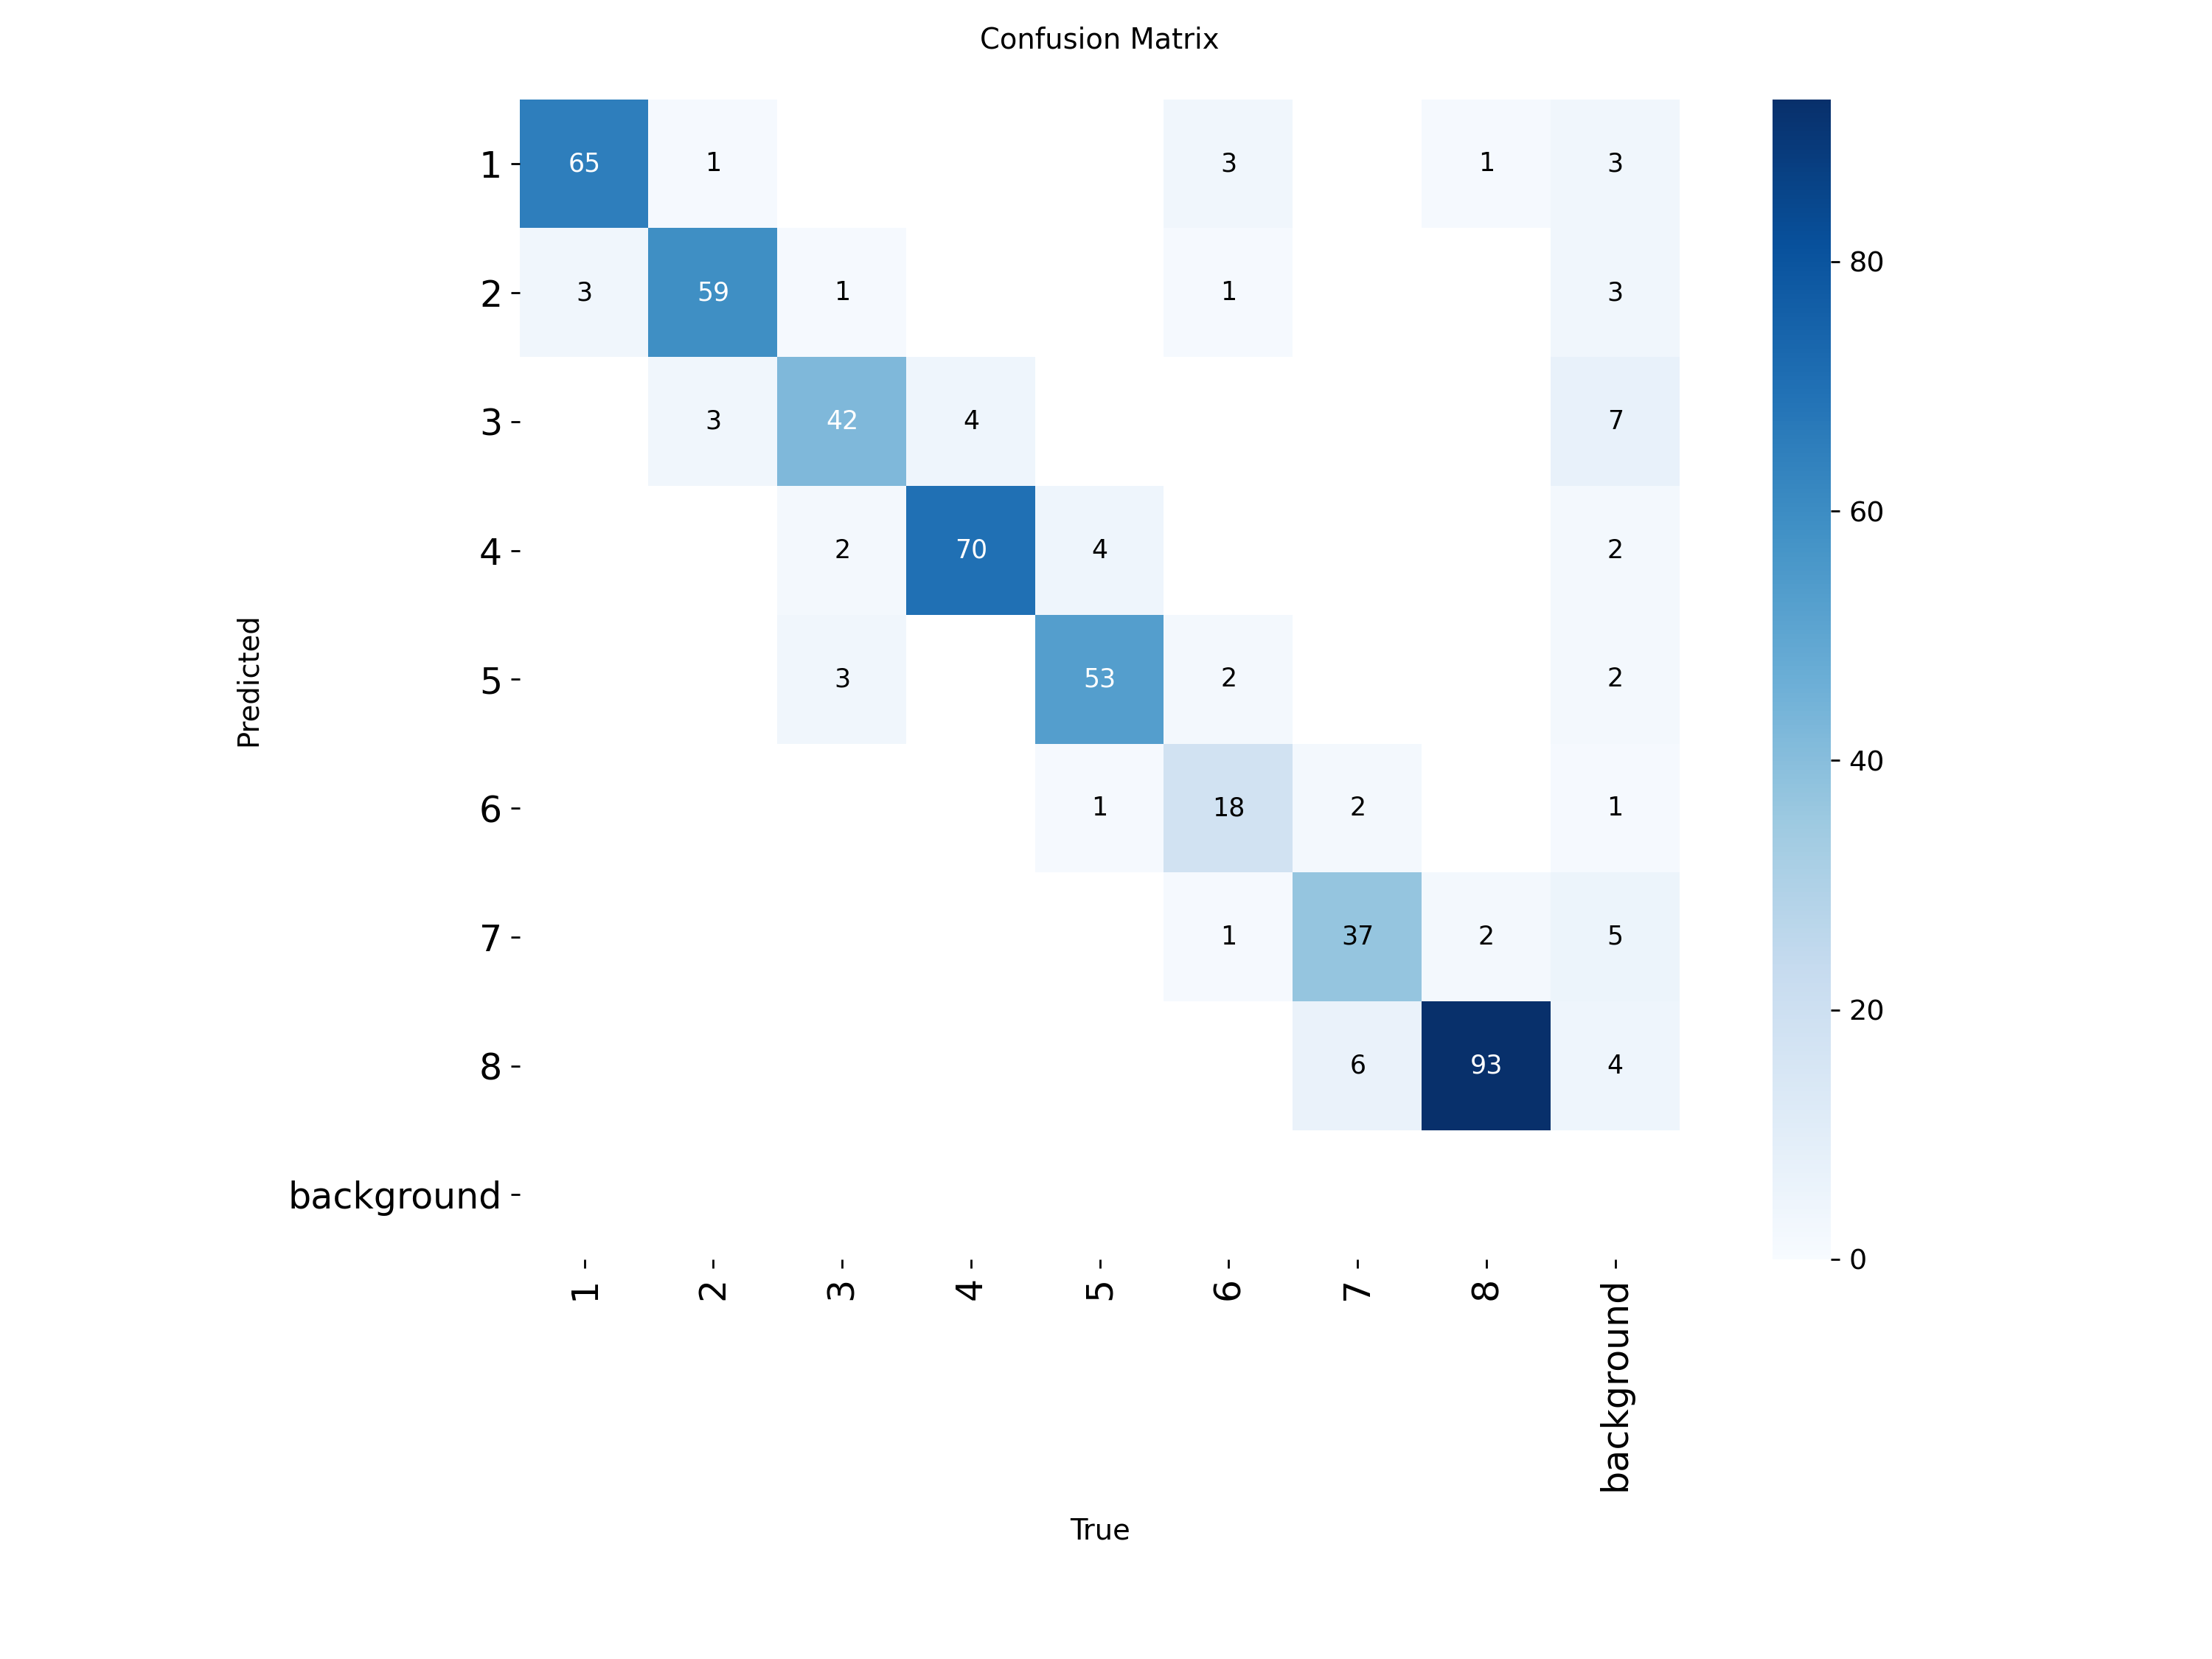 Confusion Matrix
1 65 1 3 1 3
2 3 59 1 1 3
3 3 42 4 7
4 2 70 4 2
5 3 53 2 2
6 1 18 2 1
7 1 37 2 5
8 6 93 4
background
1 2 3 4 5 6 7 8 background
Predicted
True
80
60
40
20
0